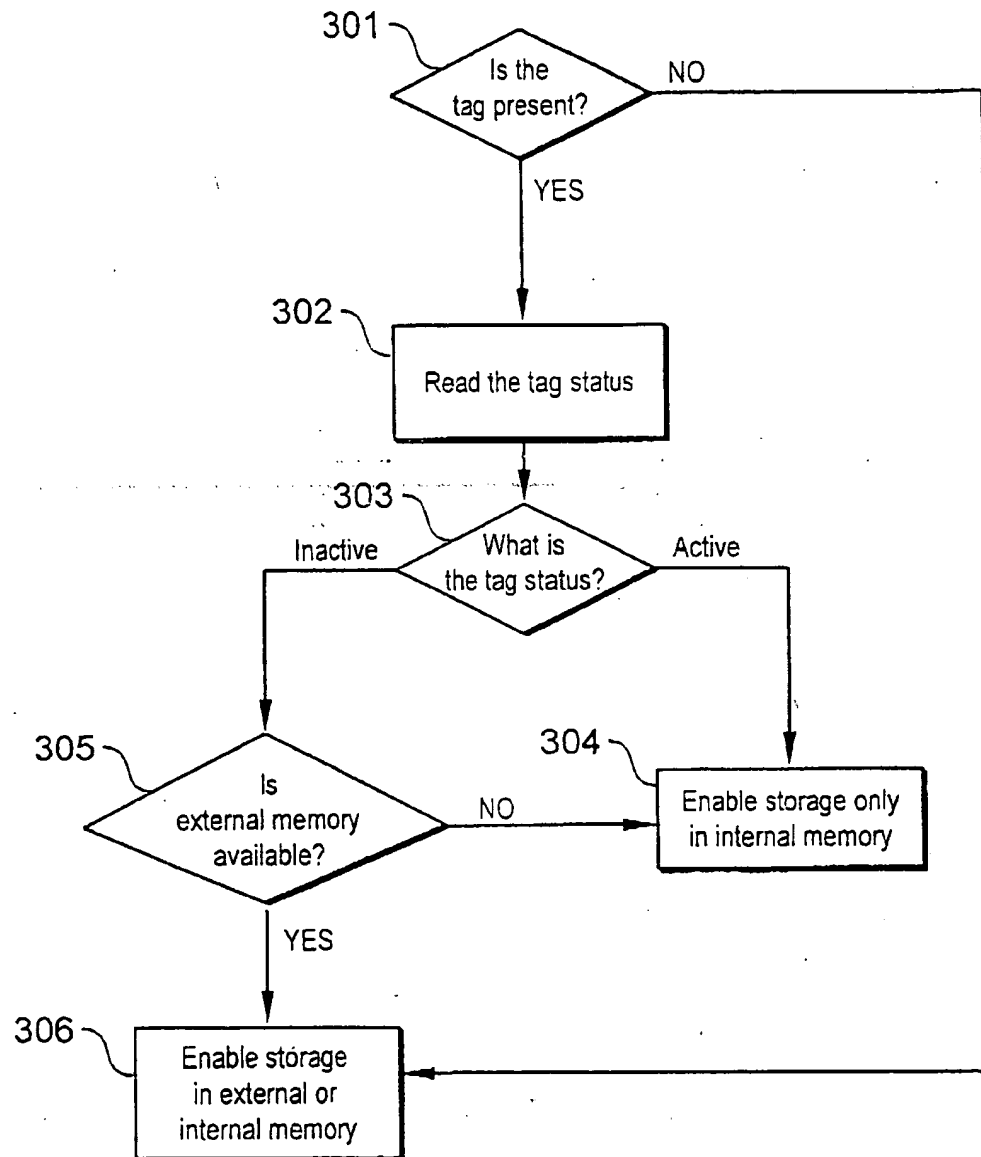 301
Is the
tag present?
NO
YES
302
Read the tag status
303
Inactive
What is
the tag status?
Active
305
Is
external memory
available?
NO
304
Enable storage only
in internal memory
YES
306
Enable storage
in external or
internal memory